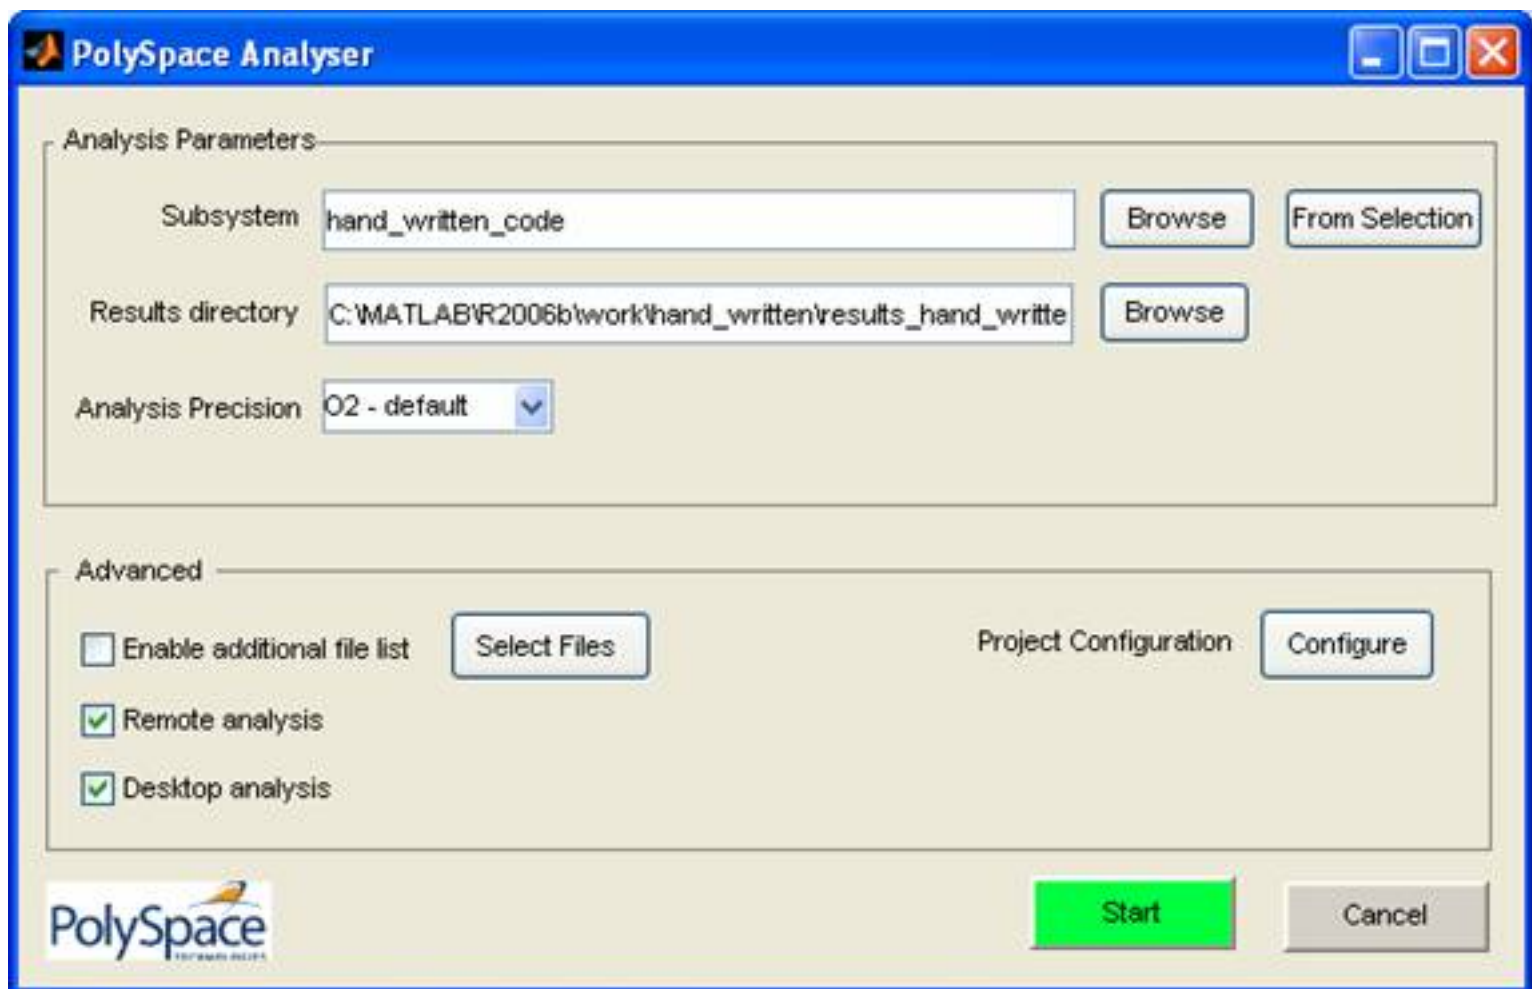 PolySpace Analyser
Analysis Parameters
Subsystem hand_written_code Browse From Selection
Results directory C:\MATLAB\R2006b\work\hand_written\results_hand_writte Browse
Analysis Precision O2 - default
Advanced
Enable additional file list Select Files Project Configuration Configure
Remote analysis
Desktop analysis
PolySpace
TECHNOLOGIES
Start Cancel